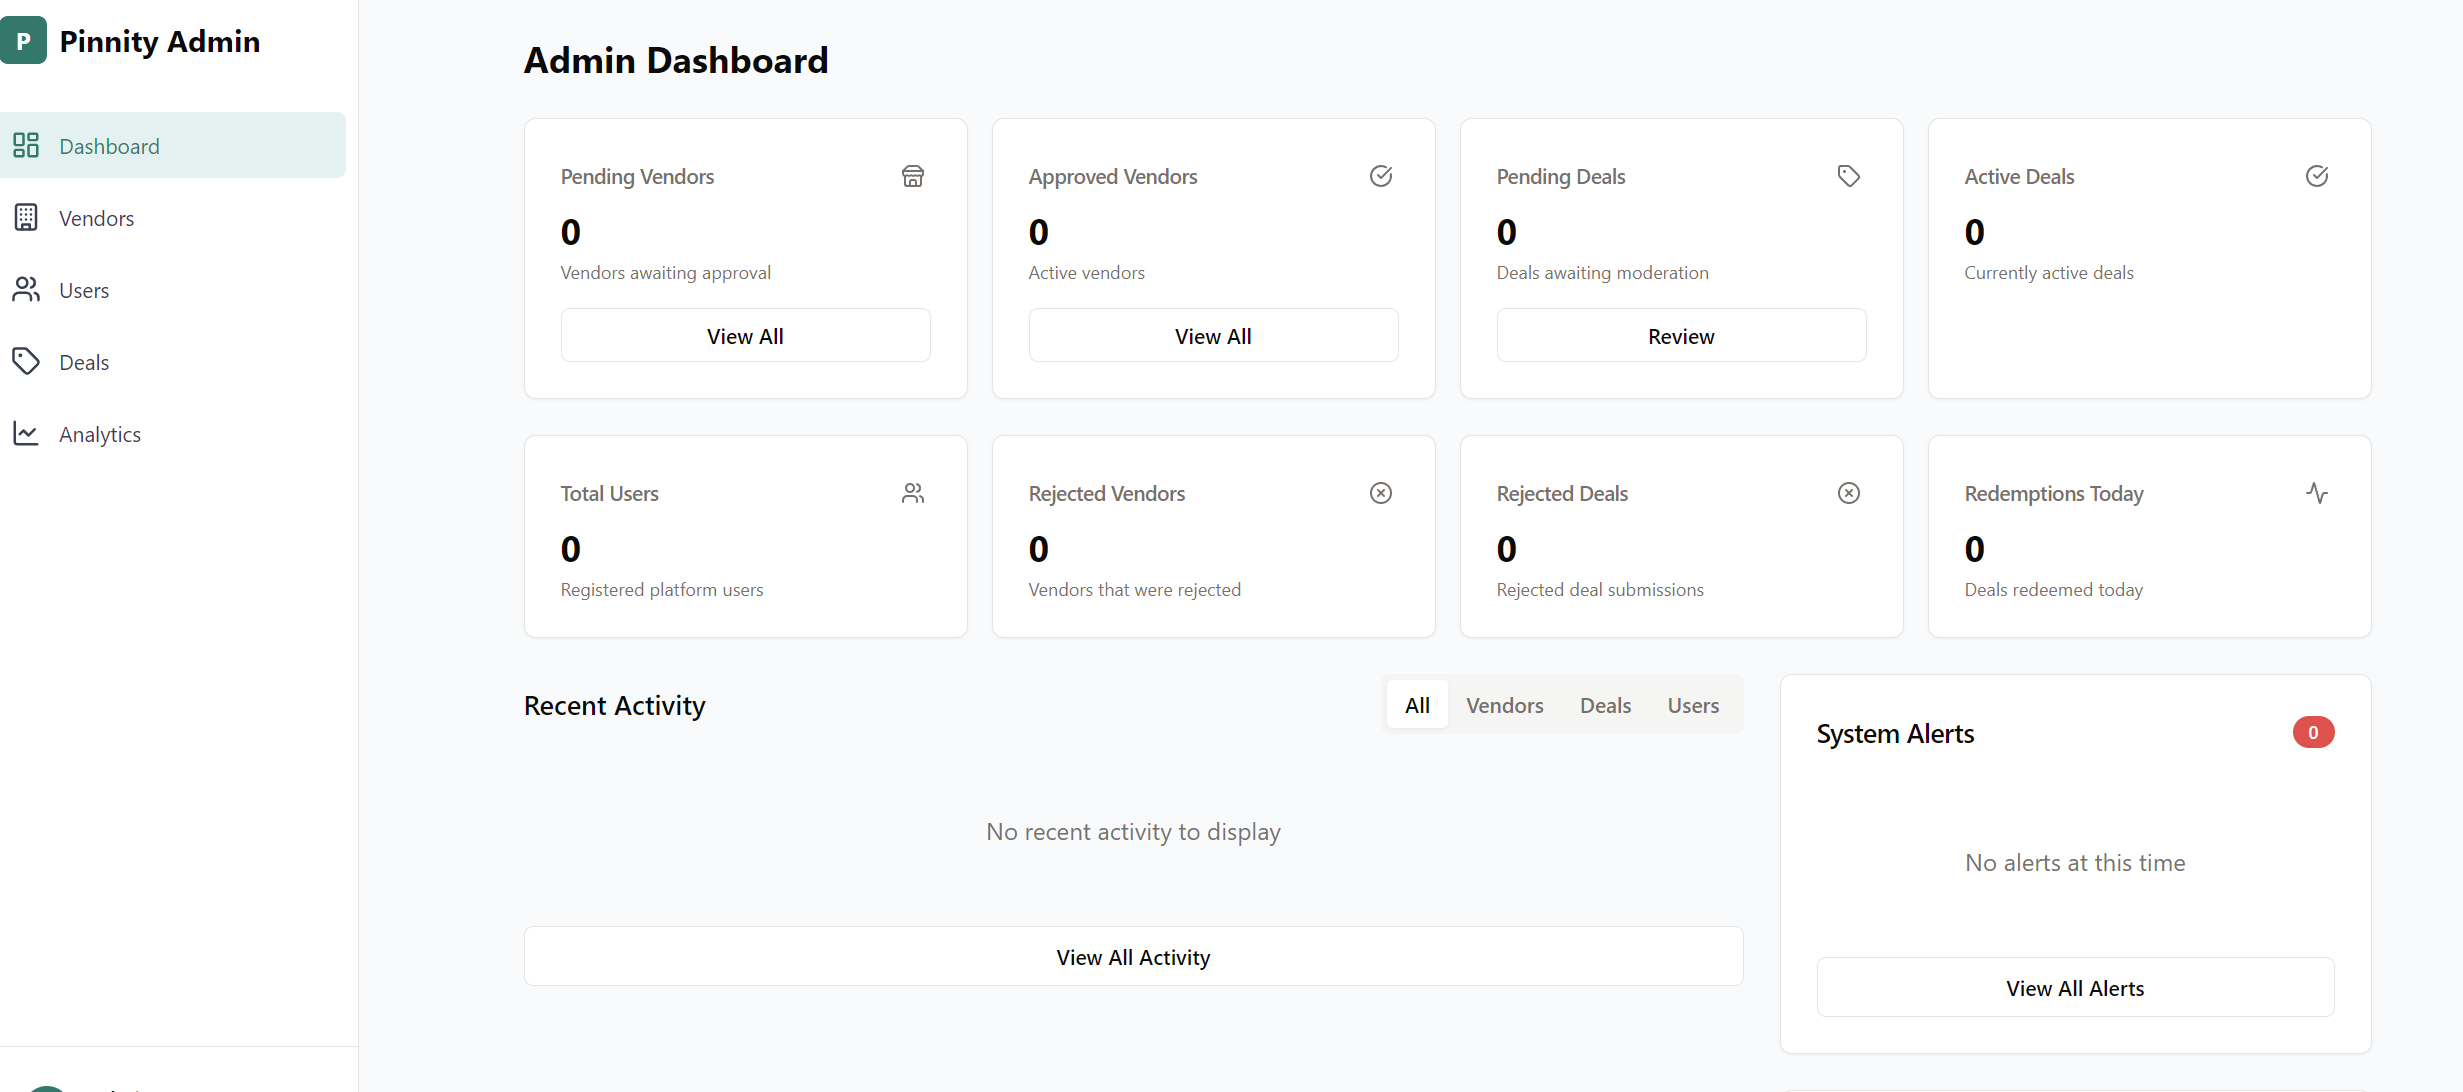 P
Pinnity Admin
Dashboard
Vendors
Users
Deals
Analytics
Admin Dashboard
Pending Vendors
0
Vendors awaiting approval
View All
Approved Vendors
0
Active vendors
View All
Pending Deals
0
Deals awaiting moderation
Review
Active Deals
0
Currently active deals
Total Users
0
Registered platform users
Rejected Vendors
0
Vendors that were rejected
Rejected Deals
0
Rejected deal submissions
Redemptions Today
0
Deals redeemed today
Recent Activity
All Vendors Deals Users
No recent activity to display
View All Activity
System Alerts
0
No alerts at this time
View All Alerts